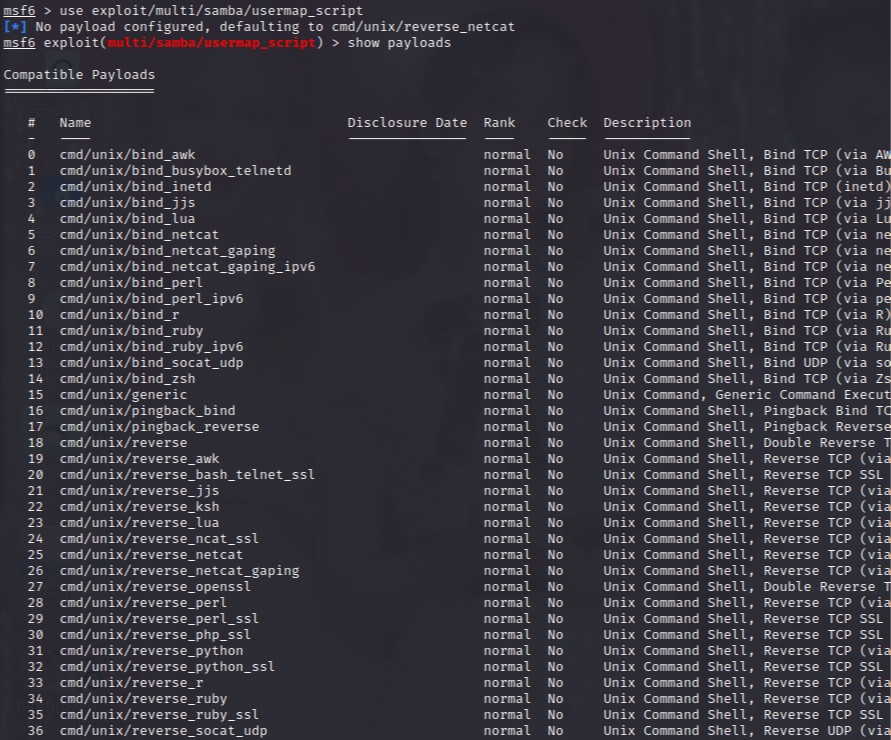 msf6 > use exploit/multi/samba/usermap_script
[*] No payload configured, defaulting to cmd/unix/reverse_netcat
msf6 exploit(multi/samba/usermap_script) > show payloads
Compatible Payloads
===================
# Name Disclosure Date Rank Check Description
- ---- --------------- ---- ----- -----------
0 cmd/unix/bind_awk normal No Unix Command Shell, Bind TCP (via AW
1 cmd/unix/bind_busybox_telnetd normal No Unix Command Shell, Bind TCP (via Bu
2 cmd/unix/bind_inetd normal No Unix Command Shell, Bind TCP (inetd)
3 cmd/unix/bind_jjs normal No Unix Command Shell, Bind TCP (via jj
4 cmd/unix/bind_lua normal No Unix Command Shell, Bind TCP (via Lu
5 cmd/unix/bind_netcat normal No Unix Command Shell, Bind TCP (via ne
6 cmd/unix/bind_netcat_gaping normal No Unix Command Shell, Bind TCP (via ne
7 cmd/unix/bind_netcat_gaping_ipv6 normal No Unix Command Shell, Bind TCP (via ne
8 cmd/unix/bind_perl normal No Unix Command Shell, Bind TCP (via Pe
9 cmd/unix/bind_perl_ipv6 normal No Unix Command Shell, Bind TCP (via pe
10 cmd/unix/bind_r normal No Unix Command Shell, Bind TCP (via R)
11 cmd/unix/bind_ruby normal No Unix Command Shell, Bind TCP (via Ru
12 cmd/unix/bind_ruby_ipv6 normal No Unix Command Shell, Bind TCP (via Ru
13 cmd/unix/bind_socat_udp normal No Unix Command Shell, Bind UDP (via so
14 cmd/unix/bind_zsh normal No Unix Command Shell, Bind TCP (via Zs
15 cmd/unix/generic normal No Unix Command, Generic Command Execut
16 cmd/unix/pingback_bind normal No Unix Command Shell, Pingback Bind TC
17 cmd/unix/pingback_reverse normal No Unix Command Shell, Pingback Reverse
18 cmd/unix/reverse normal No Unix Command Shell, Double Reverse T
19 cmd/unix/reverse_awk normal No Unix Command Shell, Reverse TCP (via
20 cmd/unix/reverse_bash_telnet_ssl normal No Unix Command Shell, Reverse TCP SSL
21 cmd/unix/reverse_jjs normal No Unix Command Shell, Reverse TCP (via
22 cmd/unix/reverse_ksh normal No Unix Command Shell, Reverse TCP (via
23 cmd/unix/reverse_lua normal No Unix Command Shell, Reverse TCP (via
24 cmd/unix/reverse_ncat_ssl normal No Unix Command Shell, Reverse TCP (via
25 cmd/unix/reverse_netcat normal No Unix Command Shell, Reverse TCP (via
26 cmd/unix/reverse_netcat_gaping normal No Unix Command Shell, Reverse TCP (via
27 cmd/unix/reverse_openssl normal No Unix Command Shell, Double Reverse T
28 cmd/unix/reverse_perl normal No Unix Command Shell, Reverse TCP (via
29 cmd/unix/reverse_perl_ssl normal No Unix Command Shell, Reverse TCP SSL
30 cmd/unix/reverse_php_ssl normal No Unix Command Shell, Reverse TCP SSL
31 cmd/unix/reverse_python normal No Unix Command Shell, Reverse TCP (via
32 cmd/unix/reverse_python_ssl normal No Unix Command Shell, Reverse TCP SSL
33 cmd/unix/reverse_r normal No Unix Command Shell, Reverse TCP (via
34 cmd/unix/reverse_ruby normal No Unix Command Shell, Reverse TCP (via
35 cmd/unix/reverse_ruby_ssl normal No Unix Command Shell, Reverse TCP SSL
36 cmd/unix/reverse_socat_udp normal No Unix Command Shell, Reverse UDP (via